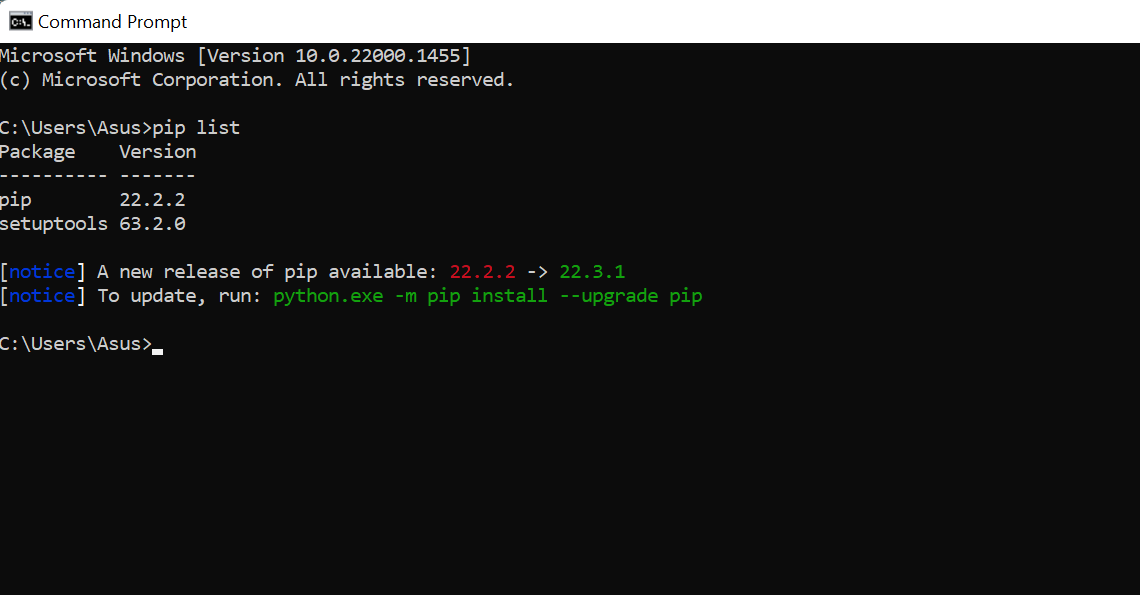 Command Prompt
Microsoft Windows [Version 10.0.22000.1455]
(c) Microsoft Corporation. All rights reserved.
C:\Users\Asus>pip list
Package    Version
---------- -------
pip        22.2.2
setuptools 63.2.0
[notice] A new release of pip available: 22.2.2 -> 22.3.1
[notice] To update, run: python.exe -m pip install --upgrade pip
C:\Users\Asus>